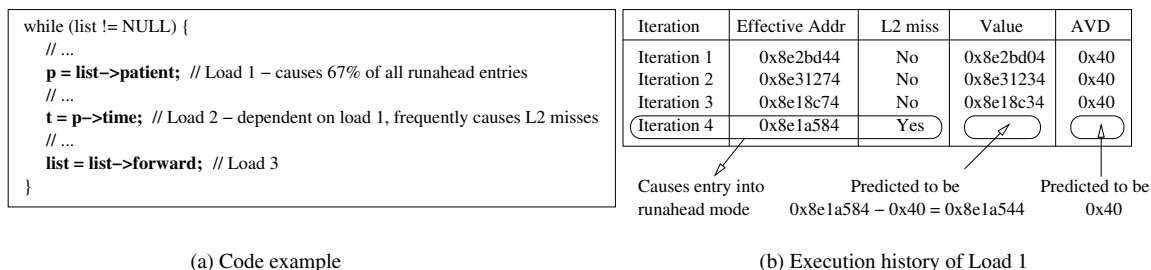 while (list != NULL) {
// ...
p = list−>patient; // Load 1 − causes 67% of all runahead entries
// ...
t = p−>time; // Load 2 − dependent on load 1, frequently causes L2 misses
// ...
list = list−>forward; // Load 3
}
(a) Code example
Iteration Effective Addr L2 miss Value AVD
Iteration 1 0x8e2bd44 No 0x8e2bd04 0x40
Iteration 2 0x8e31274 No 0x8e31234 0x40
Iteration 3 0x8e18c74 No 0x8e18c34 0x40
Iteration 4 0x8e1a584 Yes
Causes entry into Predicted to be Predicted to be
runahead mode 0x8e1a584 − 0x40 = 0x8e1a544 0x40
(b) Execution history of Load 1